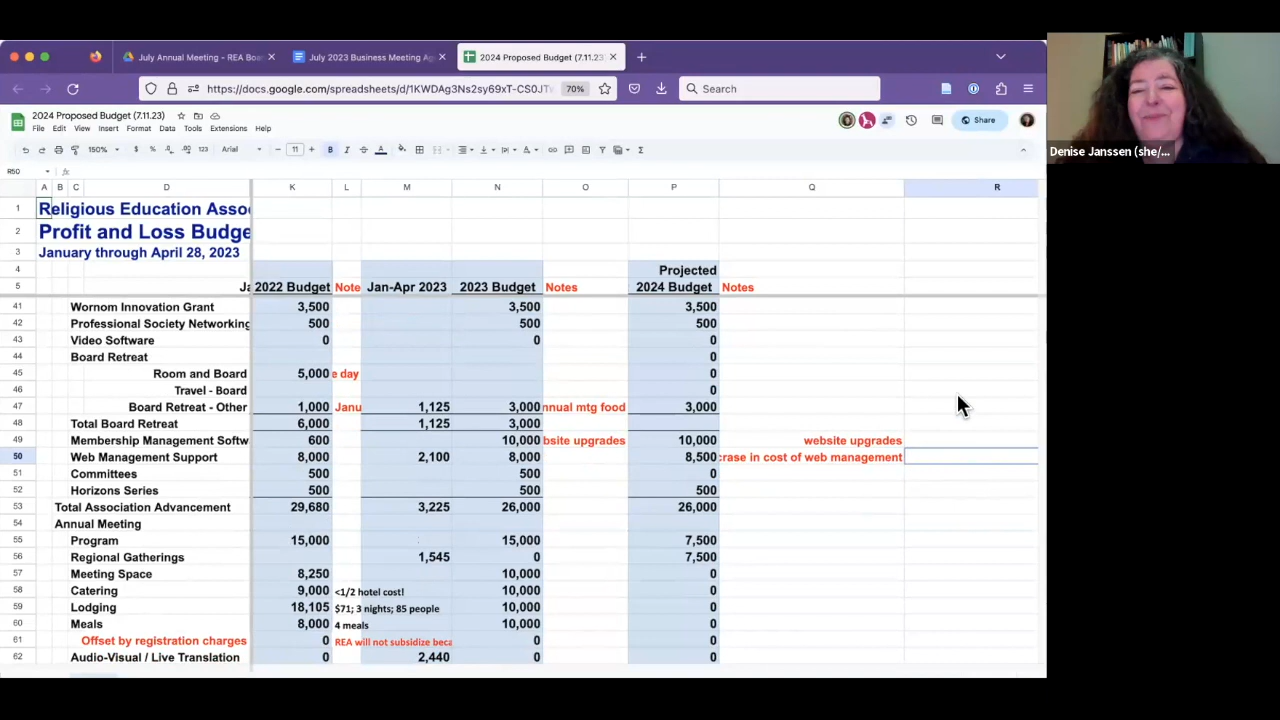 July Annual Meeting - REA Boa
July 2023 Business Meeting Ag
2024 Proposed Budget (7.11.23)
https://docs.google.com/spreadsheets/d/1KWDAg3Ns2sy69xT-CS0JT
70%
Search
2024 Proposed Budget (7.11.23)
File Edit View Insert Format Data Tools Extensions Help
Share
150% $ % .0 .00 123 Arial 11 B I
R50 fx
A B C D K L M N O P Q R
1 Religious Education Asso
2 Profit and Loss Budge
3 January through April 28, 2023
4 Projected
5 Ja 2022 Budget Note Jan-Apr 2023 2023 Budget Notes 2024 Budget Notes
41 Wornom Innovation Grant 3,500 3,500 3,500
42 Professional Society Networking 500 500 500
43 Video Software 0 0 0
44 Board Retreat 0
45 Room and Board 5,000 e day 0
46 Travel - Board 0
47 Board Retreat - Other 1,000 Janu 1,125 3,000 nnual mtg food 3,000
48 Total Board Retreat 6,000 1,125 3,000
49 Membership Management Softw 600 10,000 bsite upgrades 10,000 website upgrades
50 Web Management Support 8,000 2,100 8,000 8,500 crase in cost of web management
51 Committees 500 500 0
52 Horizons Series 500 500 500
53 Total Association Advancement 29,680 3,225 26,000 26,000
54 Annual Meeting
55 Program 15,000 15,000 7,500
56 Regional Gatherings 1,545 0 7,500
57 Meeting Space 8,250 10,000 0
58 Catering 9,000 <1/2 hotel cost! 10,000 0
59 Lodging 18,105 $71; 3 nights; 85 people 10,000 0
60 Meals 8,000 4 meals 10,000 0
61 Offset by registration charges 0 REA will not subsidize beca 0 0
62 Audio-Visual / Live Translation 0 2,440 0
Denise Janssen (she/...